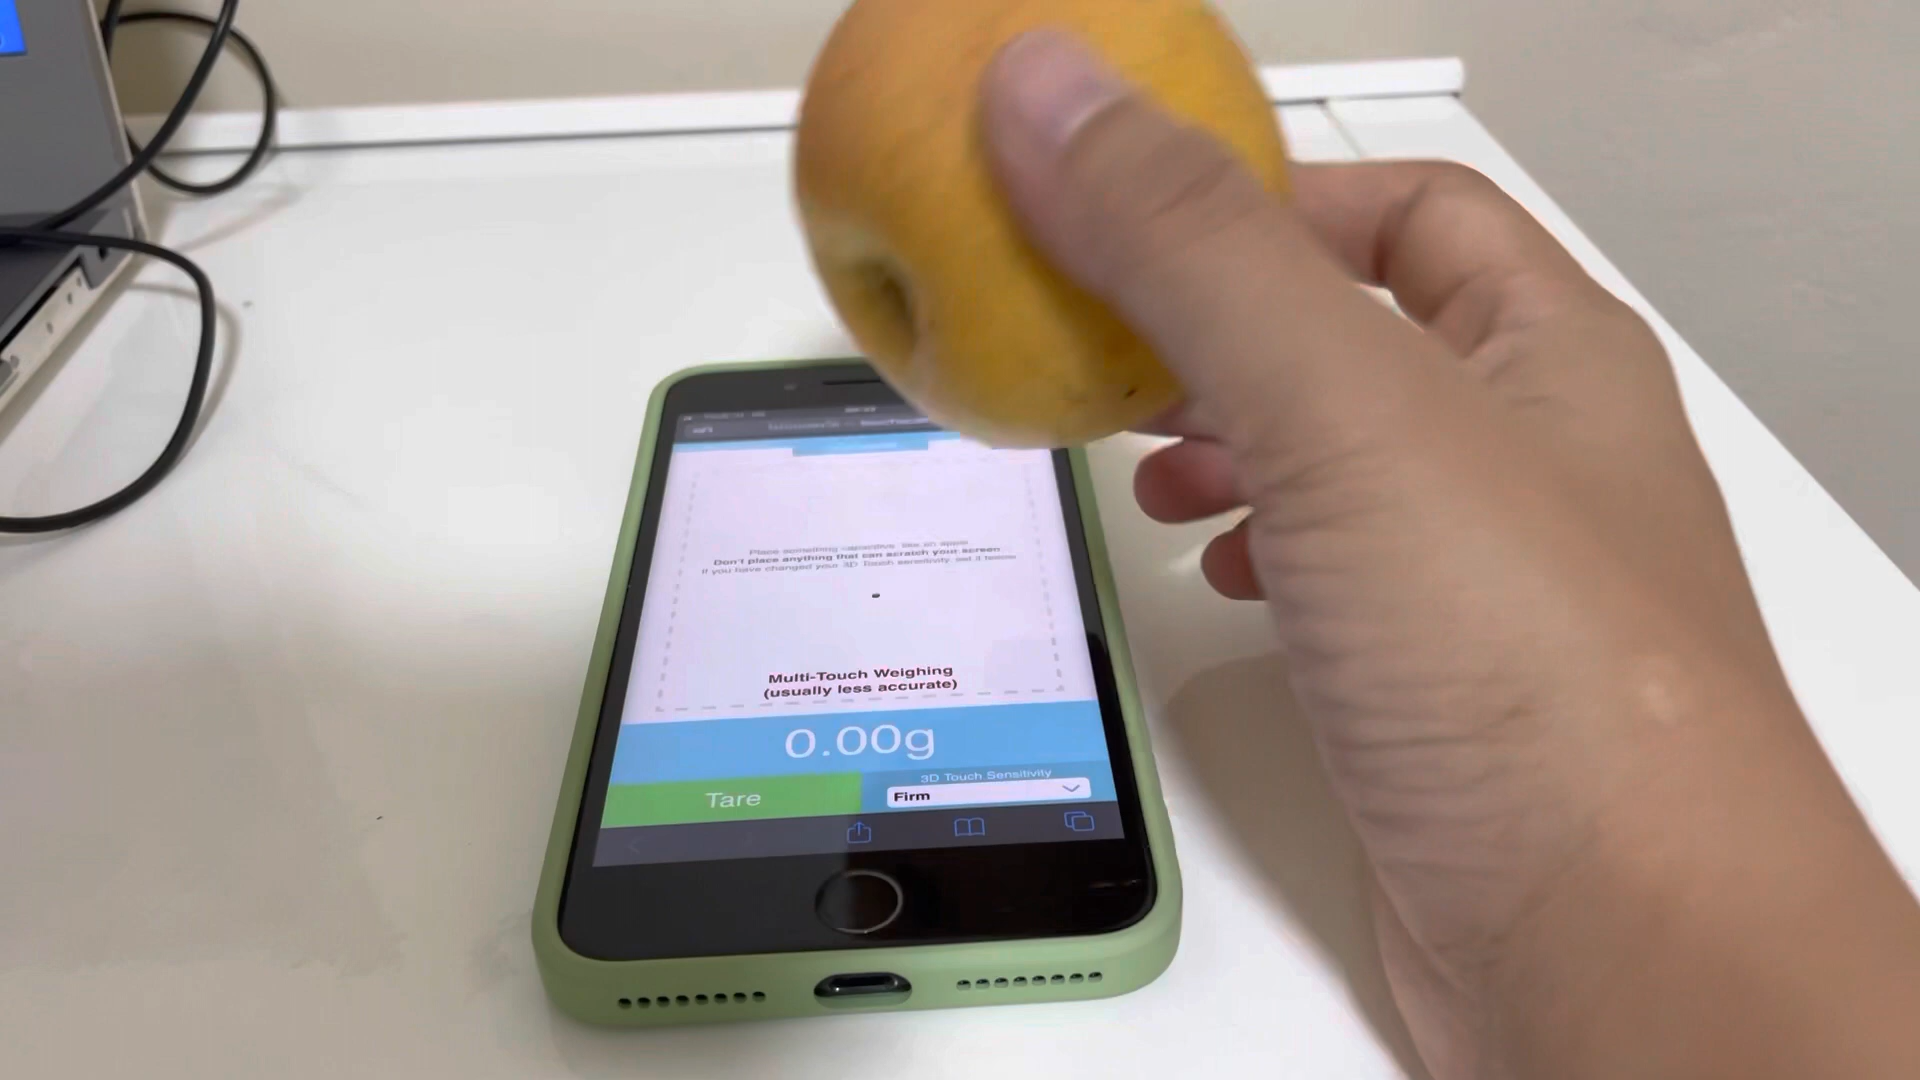 Place something capacitive like an apple
Don't place anything that can scratch your screen
If you have changed your 3D Touch sensitivity set it below
Multi-Touch Weighing
(usually less accurate)
0.00g
Tare
3D Touch Sensitivity
Firm